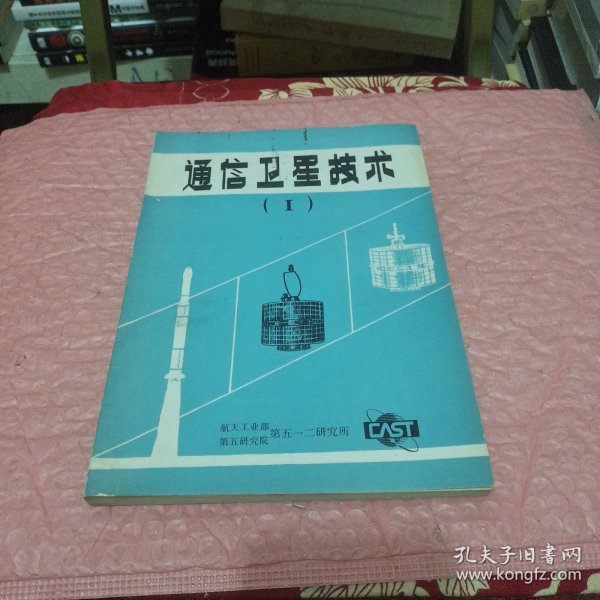 通信卫星技术
(I)
航天工业部
第五研究院
第五一二研究所
CAST
孔夫子旧书网
www.kongfz.com